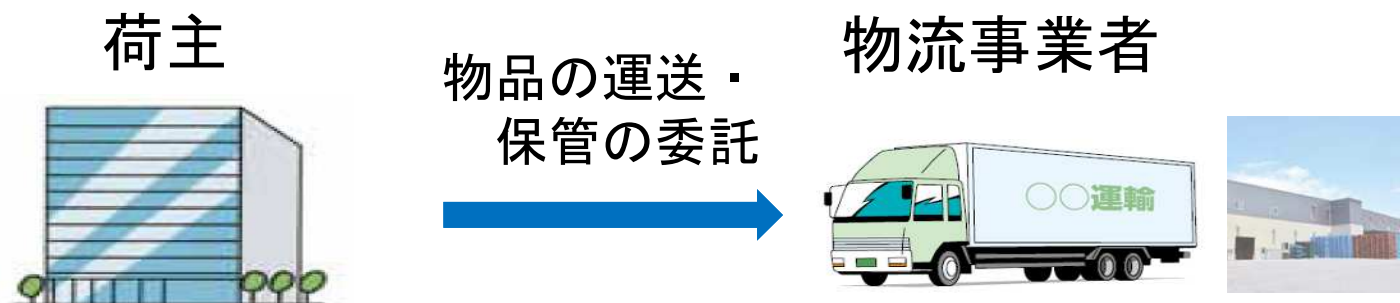 荷主
物品の運送・
保管の委託
物流事業者
○○運輸